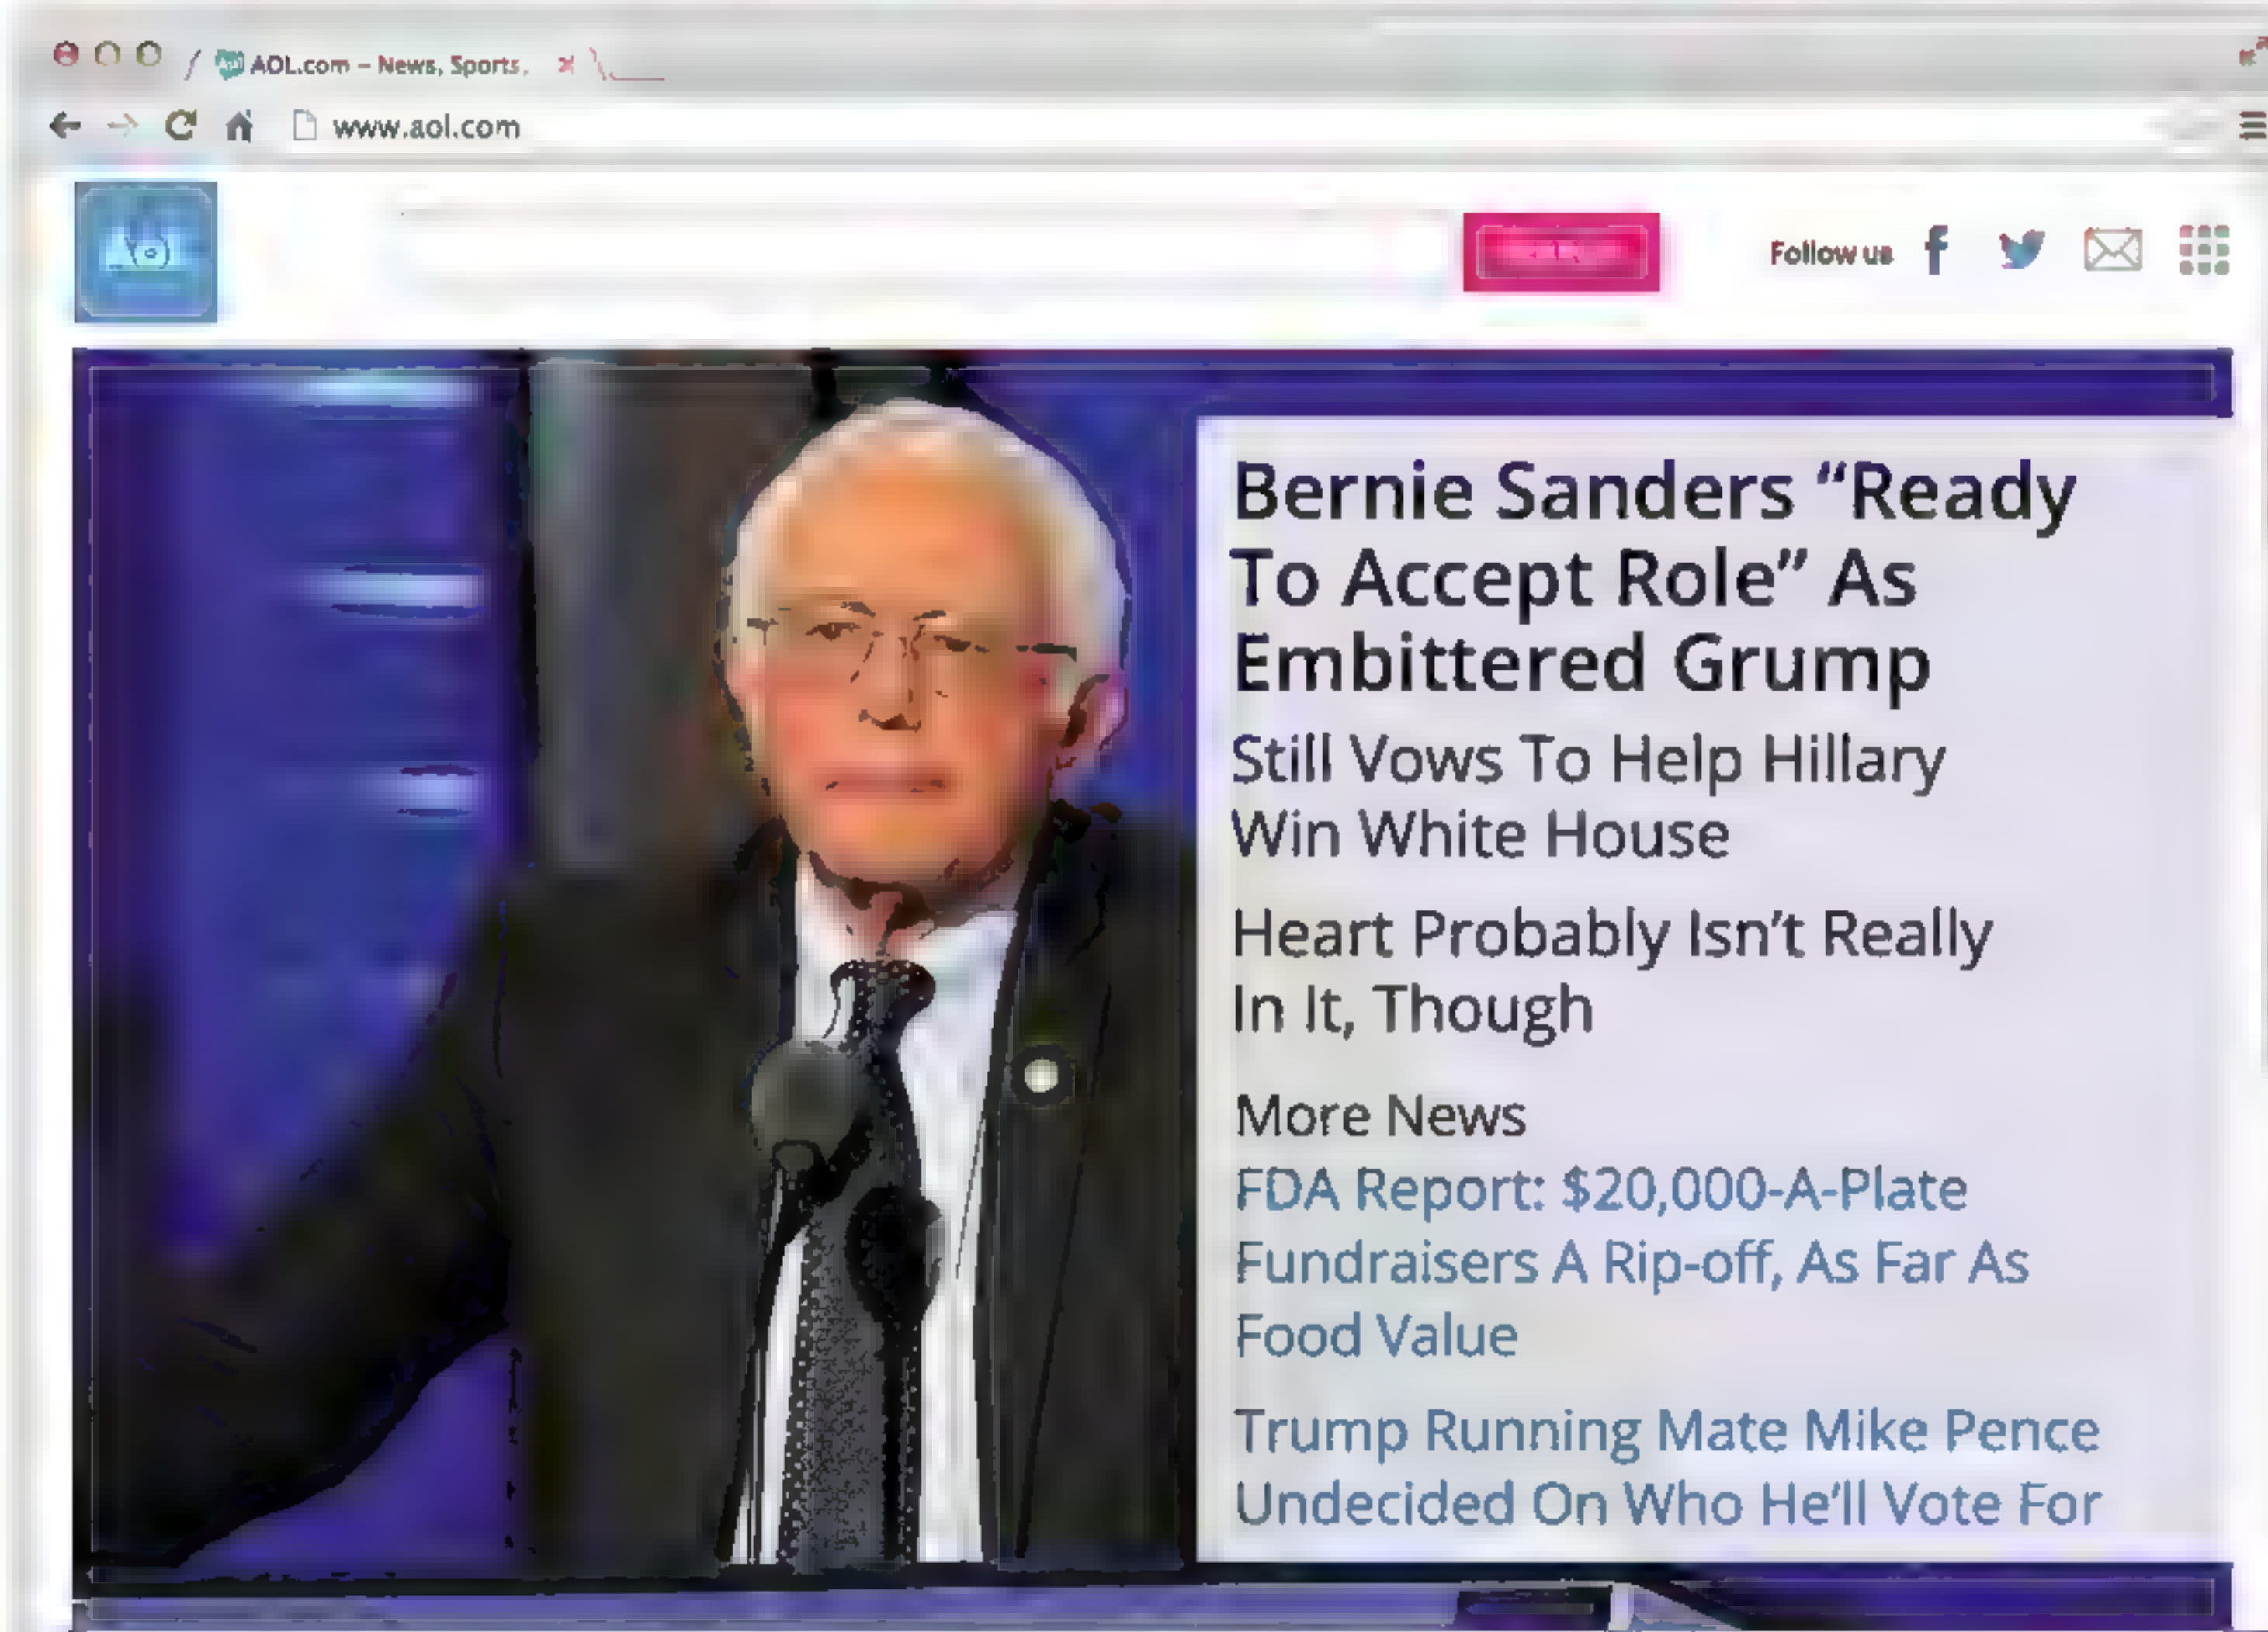 AOL.com – News, Sports,
www.aol.com
Follow us
Bernie Sanders “Ready
To Accept Role” As
Embittered Grump
Still Vows To Help Hillary
Win White House
Heart Probably Isn’t Really
In It, Though
More News
FDA Report: $20,000-A-Plate
Fundraisers A Rip-off, As Far As
Food Value
Trump Running Mate Mike Pence
Undecided On Who He’ll Vote For